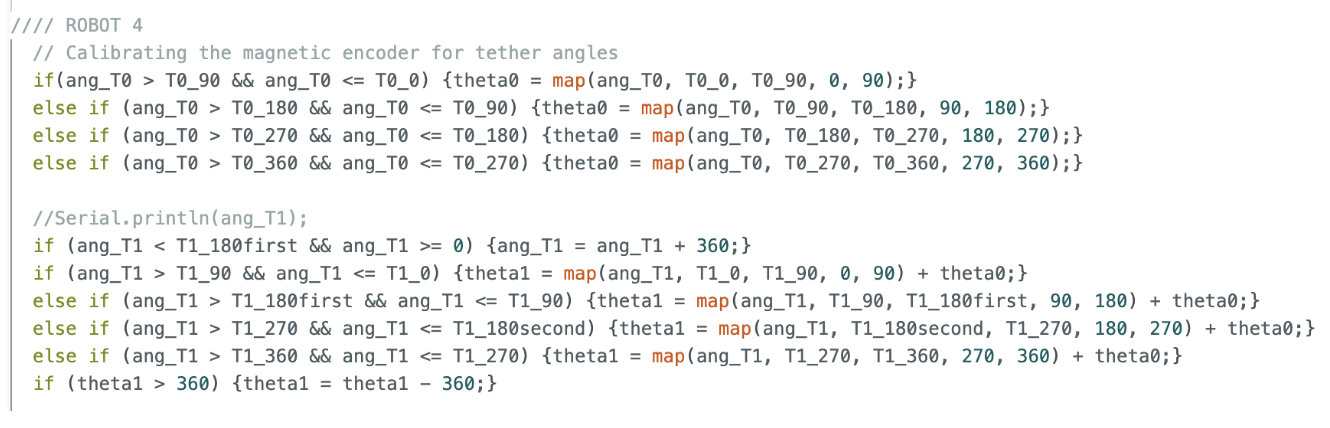 //// ROBOT 4
// Calibrating the magnetic encoder for tether angles
if(ang_T0 > T0_90 && ang_T0 <= T0_0) {theta0 = map(ang_T0, T0_0, T0_90, 0, 90);}
else if (ang_T0 > T0_180 && ang_T0 <= T0_90) {theta0 = map(ang_T0, T0_90, T0_180, 90, 180);}
else if (ang_T0 > T0_270 && ang_T0 <= T0_180) {theta0 = map(ang_T0, T0_180, T0_270, 180, 270);}
else if (ang_T0 > T0_360 && ang_T0 <= T0_270) {theta0 = map(ang_T0, T0_270, T0_360, 270, 360);}
//Serial.println(ang_T1);
if (ang_T1 < T1_180first && ang_T1 >= 0) {ang_T1 = ang_T1 + 360;}
if (ang_T1 > T1_90 && ang_T1 <= T1_0) {theta1 = map(ang_T1, T1_0, T1_90, 0, 90) + theta0;}
else if (ang_T1 > T1_180first && ang_T1 <= T1_90) {theta1 = map(ang_T1, T1_90, T1_180first, 90, 180) + theta0;}
else if (ang_T1 > T1_270 && ang_T1 <= T1_180second) {theta1 = map(ang_T1, T1_180second, T1_270, 180, 270) + theta0;}
else if (ang_T1 > T1_360 && ang_T1 <= T1_270) {theta1 = map(ang_T1, T1_270, T1_360, 270, 360) + theta0;}
if (theta1 > 360) {theta1 = theta1 - 360;}